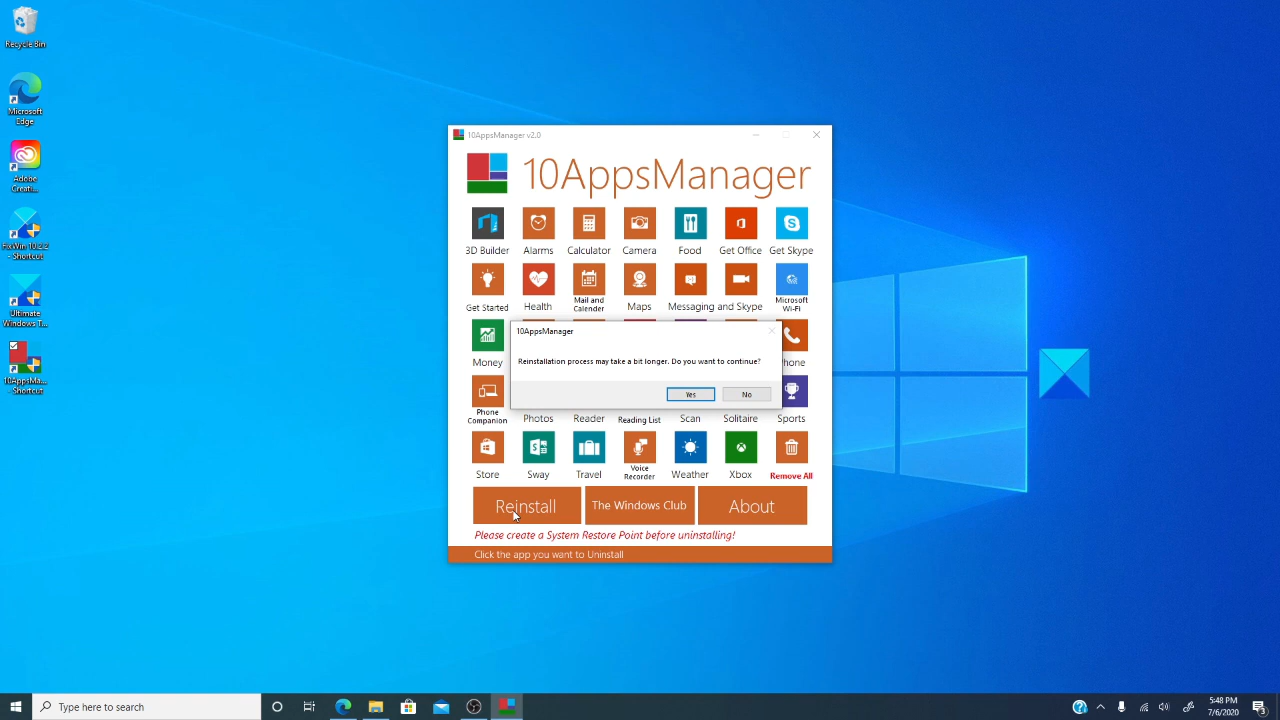 Recycle Bin
Microsoft
Edge
Adobe
Creati...
FixWin 10.2.2
- Shortcut
Ultimate
Windows T...
10AppsMa...
- Shortcut
10AppsManager v2.0
10AppsManager
3D Builder
Alarms
Calculator
Camera
Food
Get Office
Get Skype
Get Started
Health
Mail and
Calender
Maps
Messaging and Skype
Microsoft
Wi-Fi
Money
10AppsManager
Reinstallation process may take a bit longer. Do you want to continue?
Yes
No
Phone
Companion
Photos
Reader
Reading List
Scan
Solitaire
Sports
Store
Sway
Travel
Voice
Recorder
Weather
Xbox
Remove All
Reinstall
The Windows Club
About
Please create a System Restore Point before uninstalling!
Click the app you want to Uninstall
Type here to search
5:48 PM
7/6/2020
3